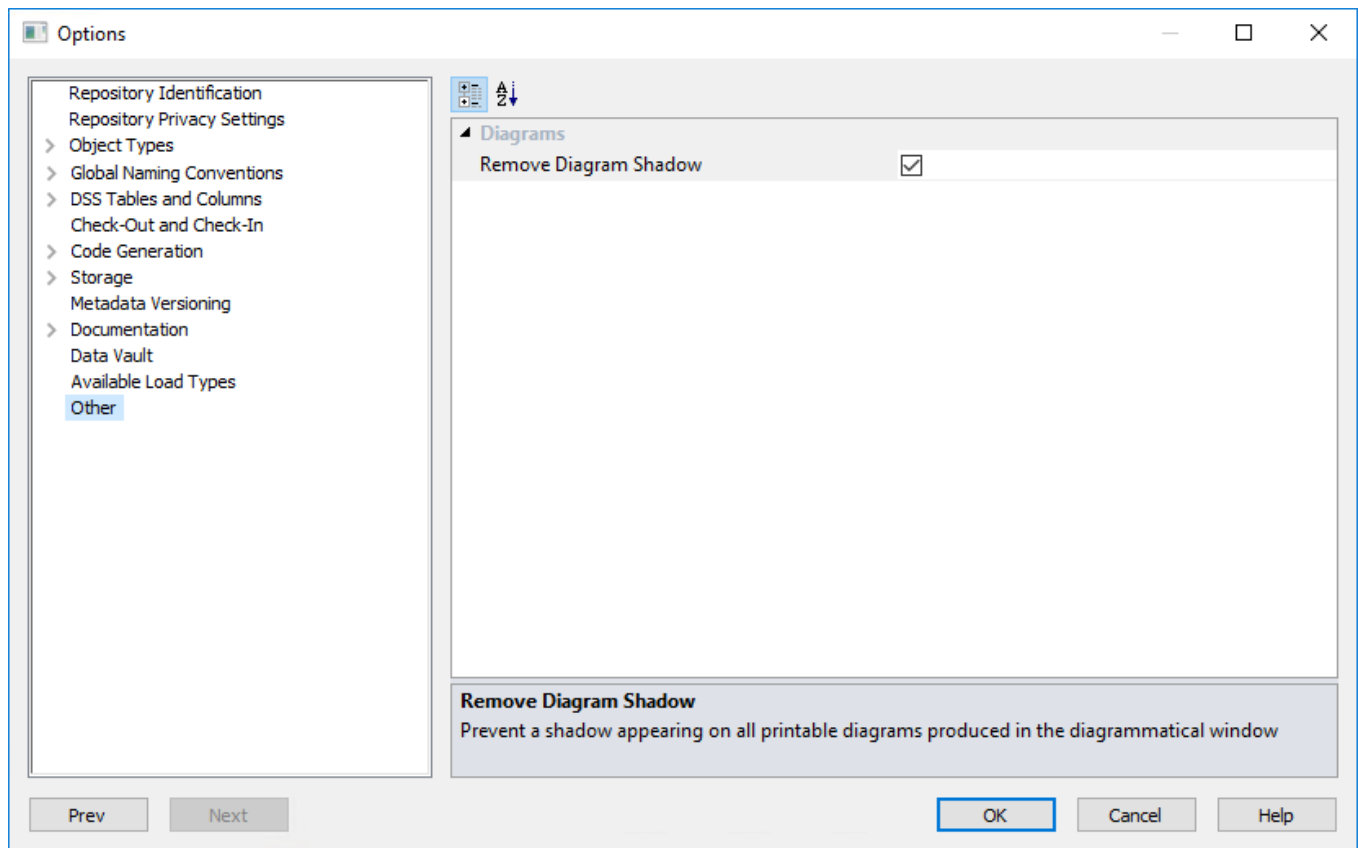 Options
Repository Identification
Repository Privacy Settings
Object Types
Global Naming Conventions
DSS Tables and Columns
Check-Out and Check-In
Code Generation
Storage
Metadata Versioning
Documentation
Data Vault
Available Load Types
Other
A
Z
Diagrams
Remove Diagram Shadow
Remove Diagram Shadow
Prevent a shadow appearing on all printable diagrams produced in the diagrammatical window
Prev Next OK Cancel Help